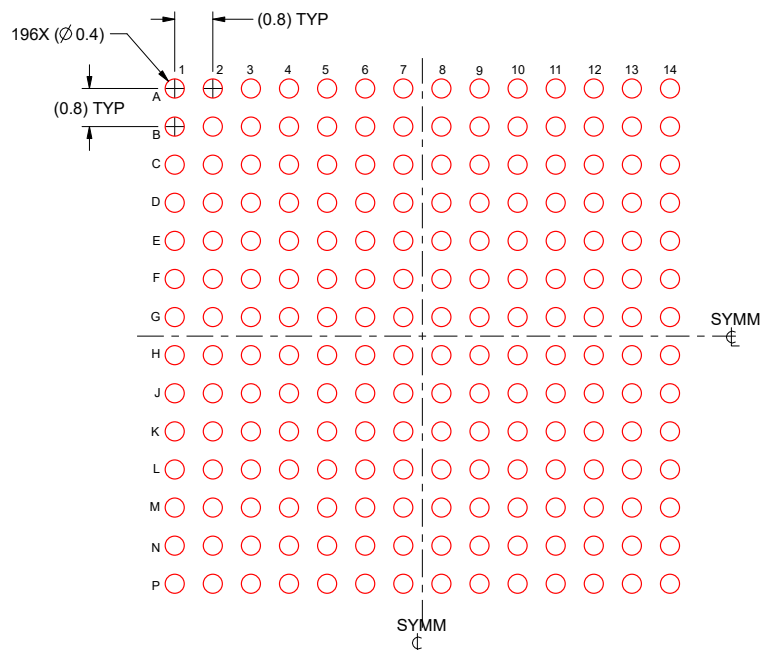 (0.8) TYP
196X (∅ 0.4)
1 2 3 4 5 6 7 8 9 10 11 12 13 14
A
(0.8) TYP
B
C
D
E
F
G
SYMM
H
J
K
L
M
N
P
SYMM